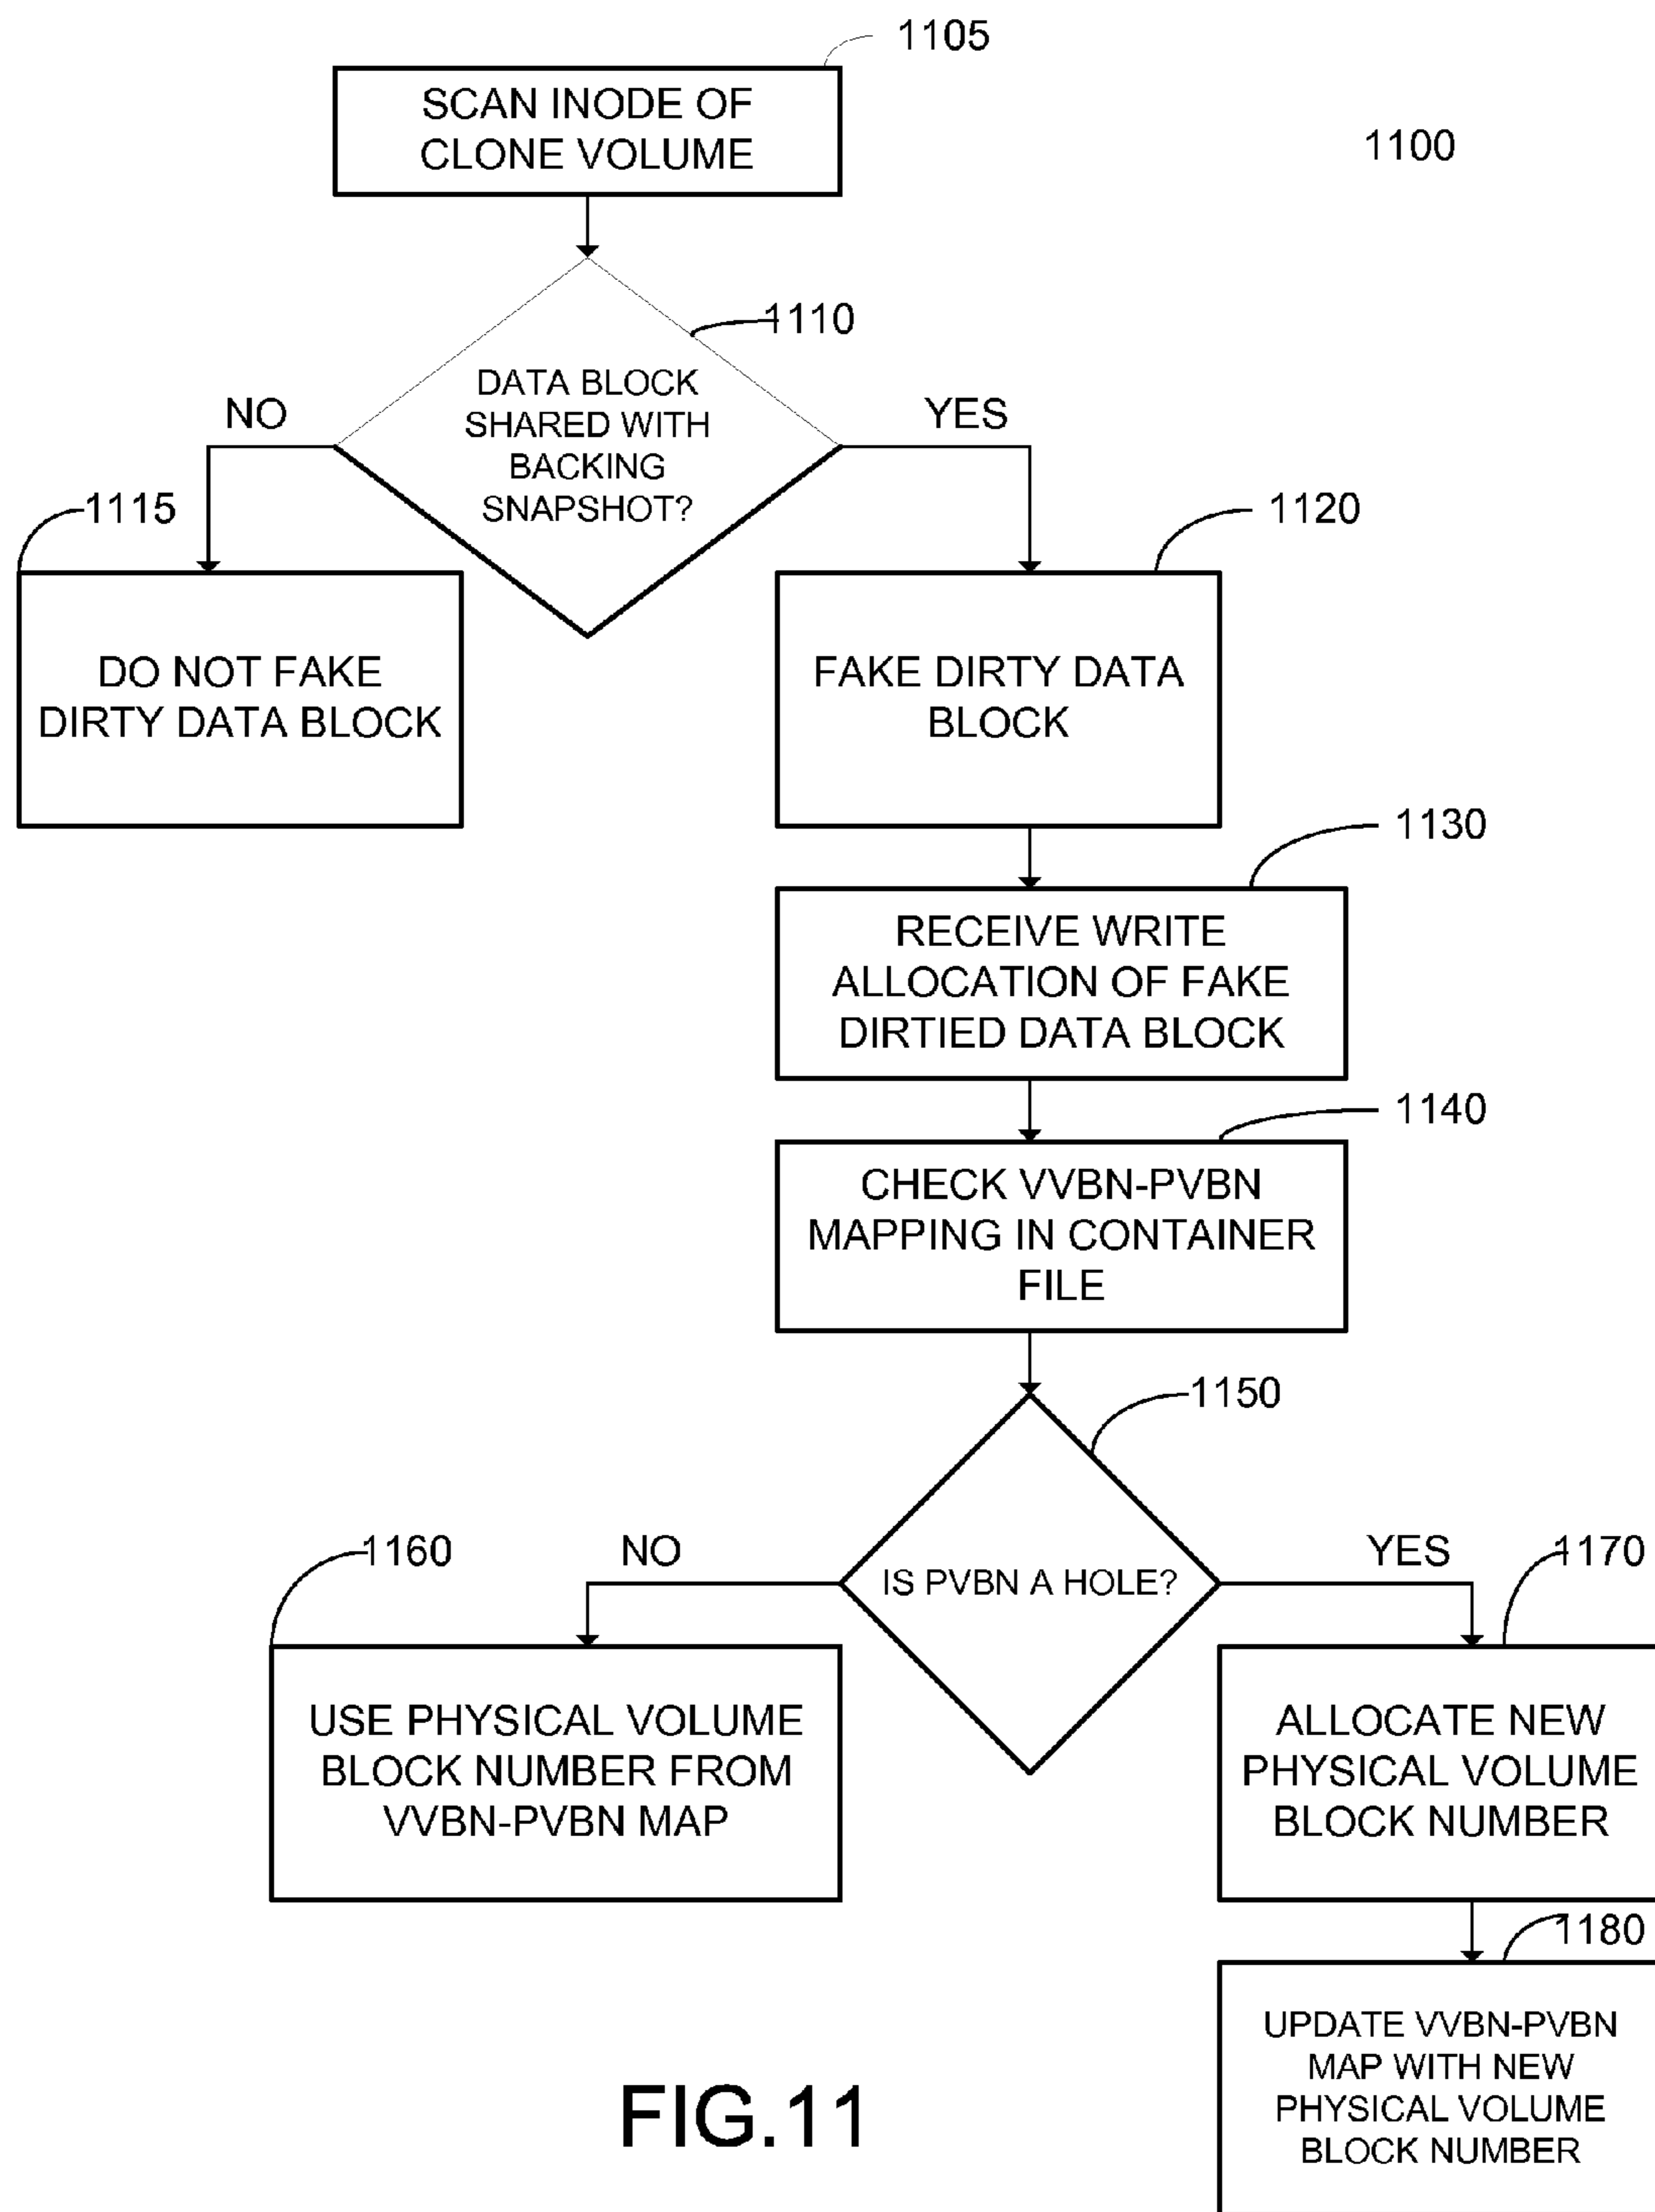 1105
SCAN INODE OF
CLONE VOLUME
1100
1110
DATA BLOCK
SHARED WITH
BACKING
SNAPSHOT?
NO
YES
1115
DO NOT FAKE
DIRTY DATA BLOCK
1120
FAKE DIRTY DATA
BLOCK
1130
RECEIVE WRITE
ALLOCATION OF FAKE
DIRTIED DATA BLOCK
1140
CHECK VVBN-PVBN
MAPPING IN CONTAINER
FILE
1150
IS PVBN A HOLE?
NO
YES
1160
USE PHYSICAL VOLUME
BLOCK NUMBER FROM
VVBN-PVBN MAP
1170
ALLOCATE NEW
PHYSICAL VOLUME
BLOCK NUMBER
1180
UPDATE VVBN-PVBN
MAP WITH NEW
PHYSICAL VOLUME
BLOCK NUMBER
FIG.11